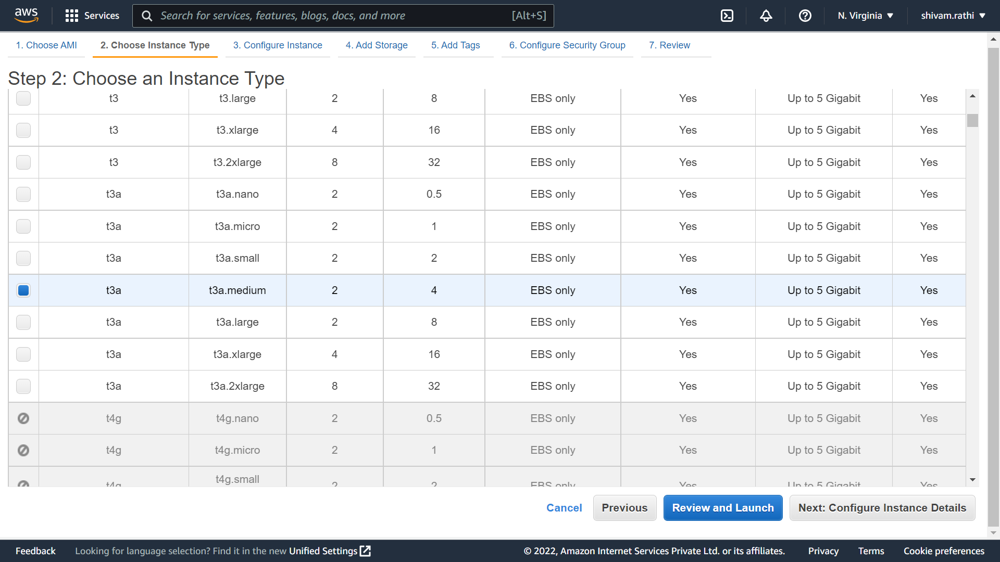 aws Services Search for services, features, blogs, docs, and more [Alt+S] N. Virginia shivam.rathi
1. Choose AMI 2. Choose Instance Type 3. Configure Instance 4. Add Storage 5. Add Tags 6. Configure Security Group 7. Review
Step 2: Choose an Instance Type
t3 t3.large 2 8 EBS only Yes Up to 5 Gigabit Yes
t3 t3.xlarge 4 16 EBS only Yes Up to 5 Gigabit Yes
t3 t3.2xlarge 8 32 EBS only Yes Up to 5 Gigabit Yes
t3a t3a.nano 2 0.5 EBS only Yes Up to 5 Gigabit Yes
t3a t3a.micro 2 1 EBS only Yes Up to 5 Gigabit Yes
t3a t3a.small 2 2 EBS only Yes Up to 5 Gigabit Yes
t3a t3a.medium 2 4 EBS only Yes Up to 5 Gigabit Yes
t3a t3a.large 2 8 EBS only Yes Up to 5 Gigabit Yes
t3a t3a.xlarge 4 16 EBS only Yes Up to 5 Gigabit Yes
t3a t3a.2xlarge 8 32 EBS only Yes Up to 5 Gigabit Yes
t4g t4g.nano 2 0.5 EBS only Yes Up to 5 Gigabit Yes
t4g t4g.micro 2 1 EBS only Yes Up to 5 Gigabit Yes
t4g t4g.small 2 2 EBS only Yes Up to 5 Gigabit Yes
Cancel Previous Review and Launch Next: Configure Instance Details
Feedback Looking for language selection? Find it in the new Unified Settings © 2022, Amazon Internet Services Private Ltd. or its affiliates. Privacy Terms Cookie preferences